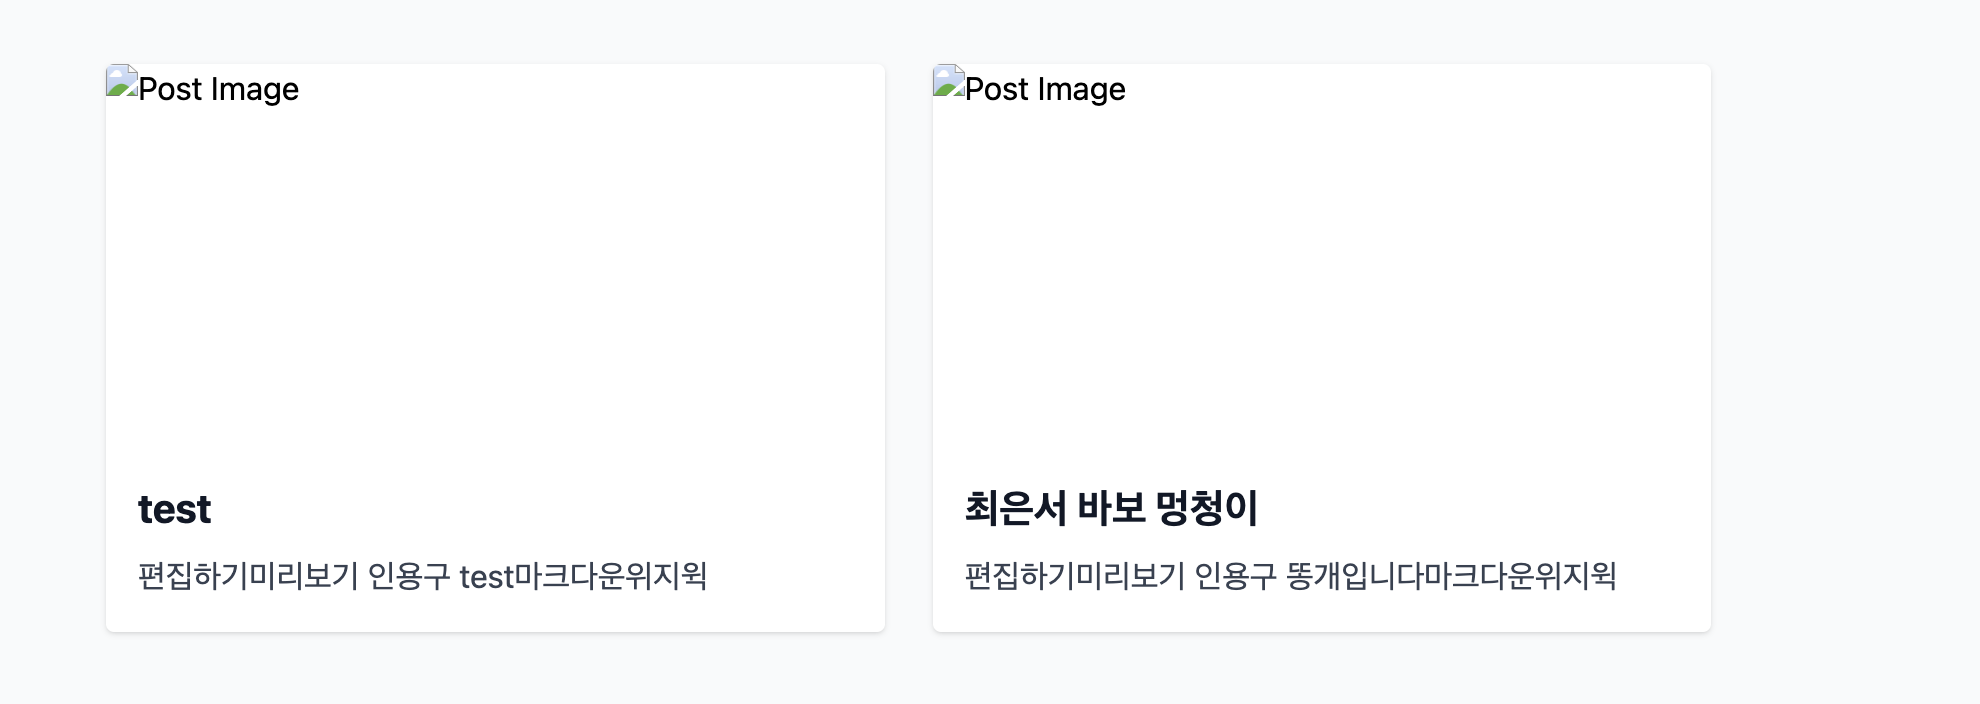 Post Image
test
편집하기미리보기 인용구 test마크다운위지윅
Post Image
최은서 바보 멍청이
편집하기미리보기 인용구 똥개입니다마크다운위지윅